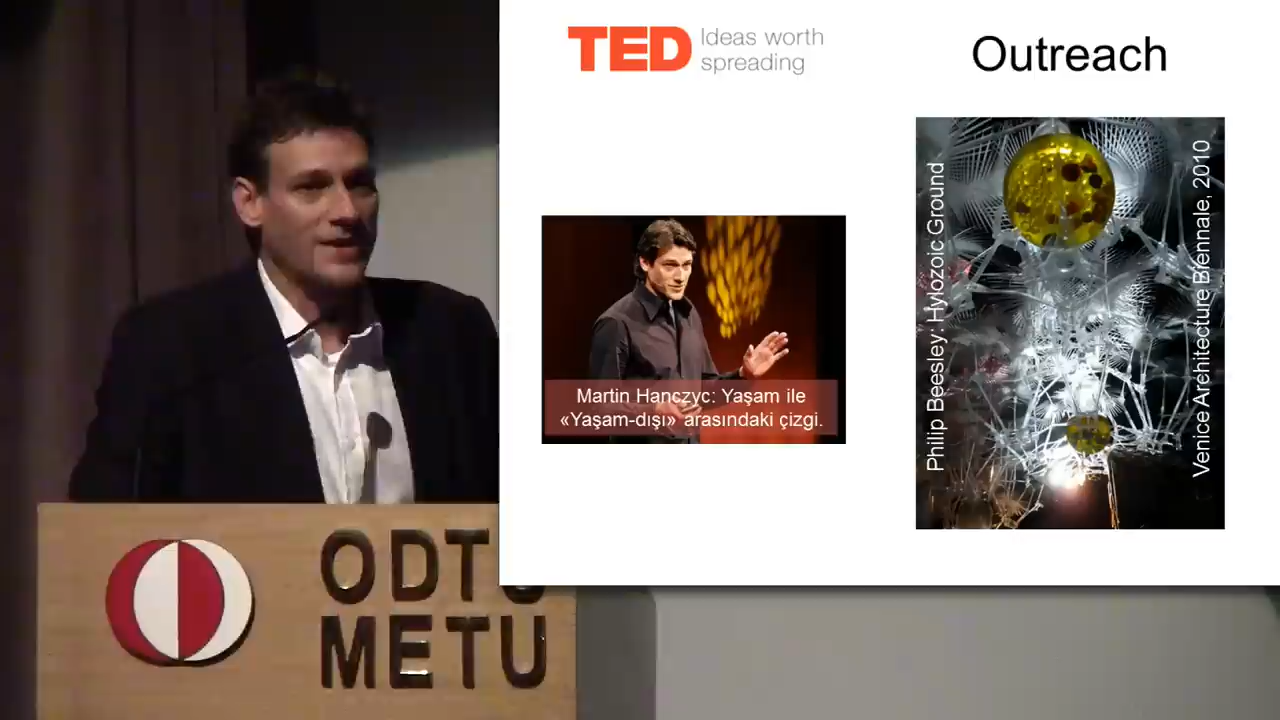 TED Ideas worth
spreading
Outreach
Martin Hanczyc: Yaşam ile
«Yaşam-dışı» arasındaki çizgi.
Philip Beesley: Hylozoic Ground
Venice Architecture Biennale, 2010
ODTÜ
METU